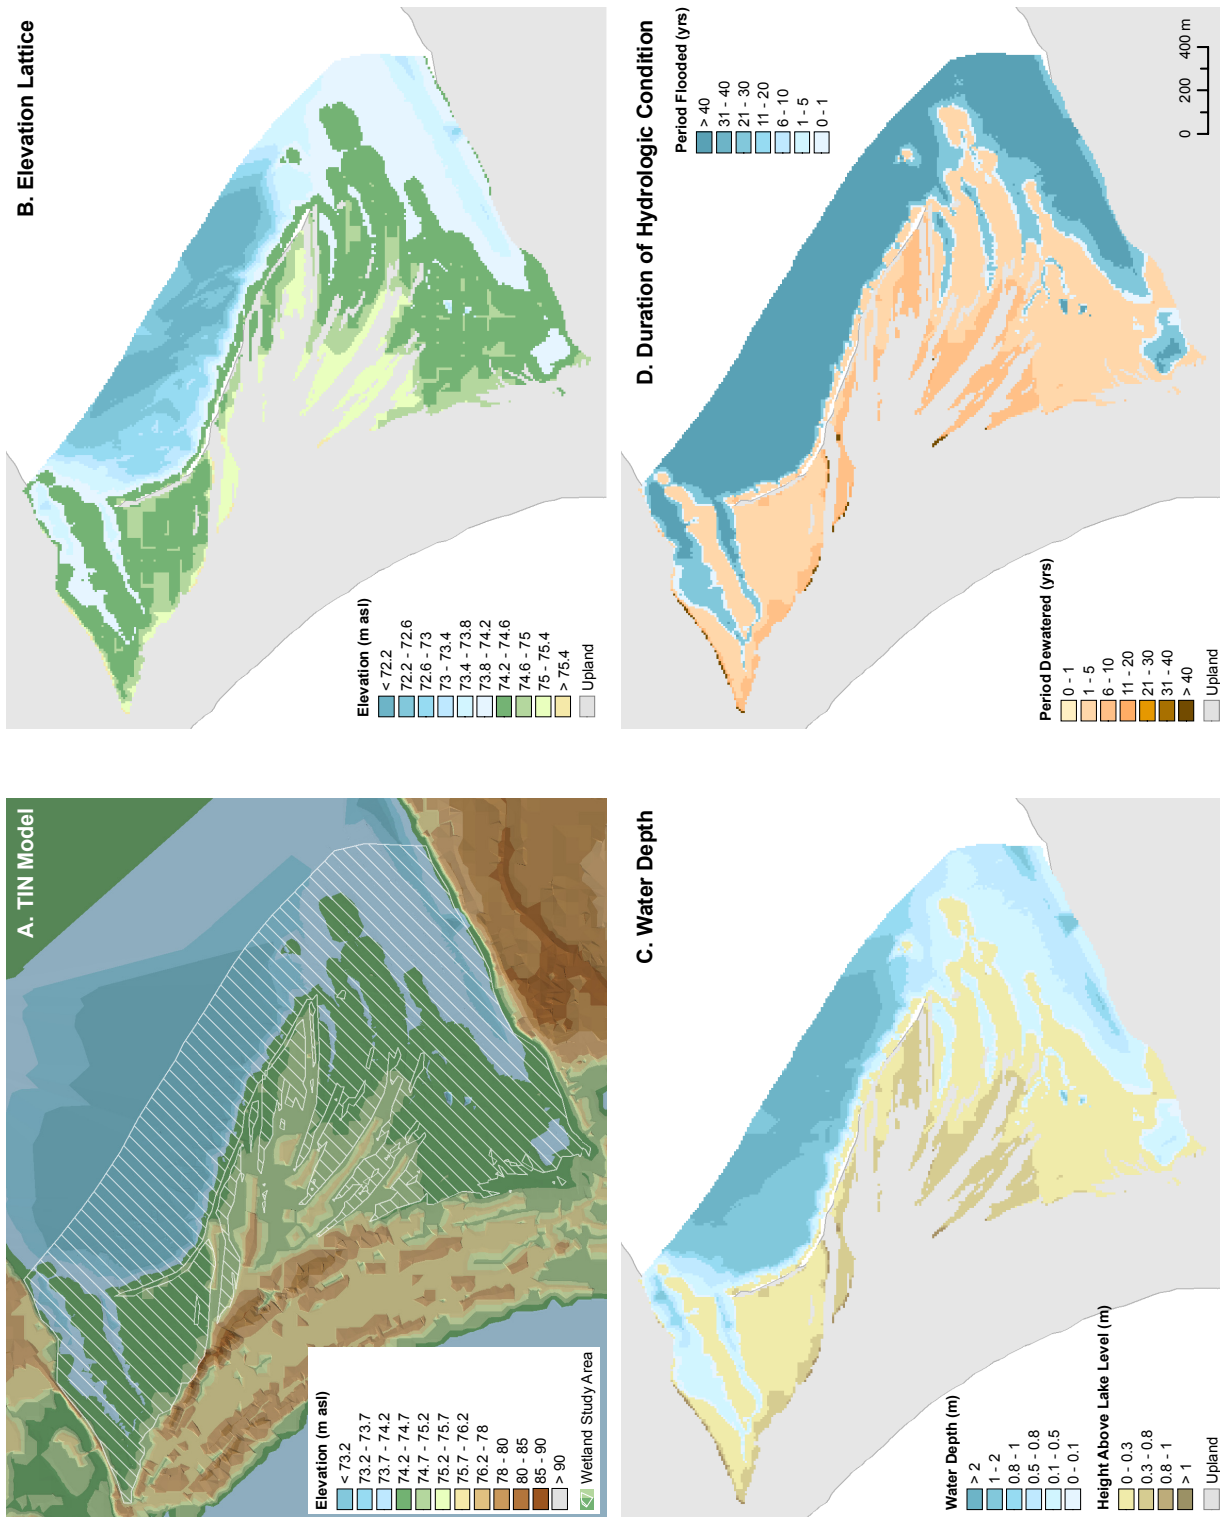 A. TIN Model
Elevation (m asl)
< 73.2
73.2 - 73.7
73.7 - 74.2
74.2 - 74.7
74.7 - 75.2
75.2 - 75.7
75.7 - 76.2
76.2 - 78
78 - 80
80 - 85
85 - 90
> 90
Wetland Study Area
B. Elevation Lattice
Elevation (m asl)
< 72.2
72.2 - 72.6
72.6 - 73
73 - 73.4
73.4 - 73.8
73.8 - 74.2
74.2 - 74.6
74.6 - 75
75 - 75.4
> 75.4
Upland
C. Water Depth
Water Depth (m)
> 2
1 - 2
0.8 - 1
0.5 - 0.8
0.1 - 0.5
0 - 0.1
Height Above Lake Level (m)
0 - 0.3
0.3 - 0.8
0.8 - 1
> 1
Upland
D. Duration of Hydrologic Condition
Period Flooded (yrs)
> 40
31 - 40
21 - 30
11 - 20
6 - 10
1 - 5
0 - 1
Period Dewatered (yrs)
0 - 1
1 - 5
6 - 10
11 - 20
21 - 30
31 - 40
> 40
Upland
0 200 400 m